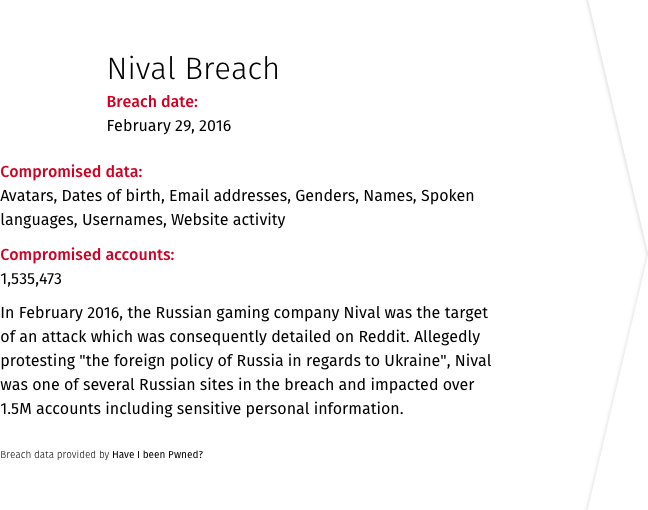 Nival Breach
Breach date:
February 29, 2016
Compromised data:
Avatars, Dates of birth, Email addresses, Genders, Names, Spoken
languages, Usernames, Website activity
Compromised accounts:
1,535,473
In February 2016, the Russian gaming company Nival was the target
of an attack which was consequently detailed on Reddit. Allegedly
protesting "the foreign policy of Russia in regards to Ukraine", Nival
was one of several Russian sites in the breach and impacted over
1.5M accounts including sensitive personal information.
Breach data provided by Have I been Pwned?